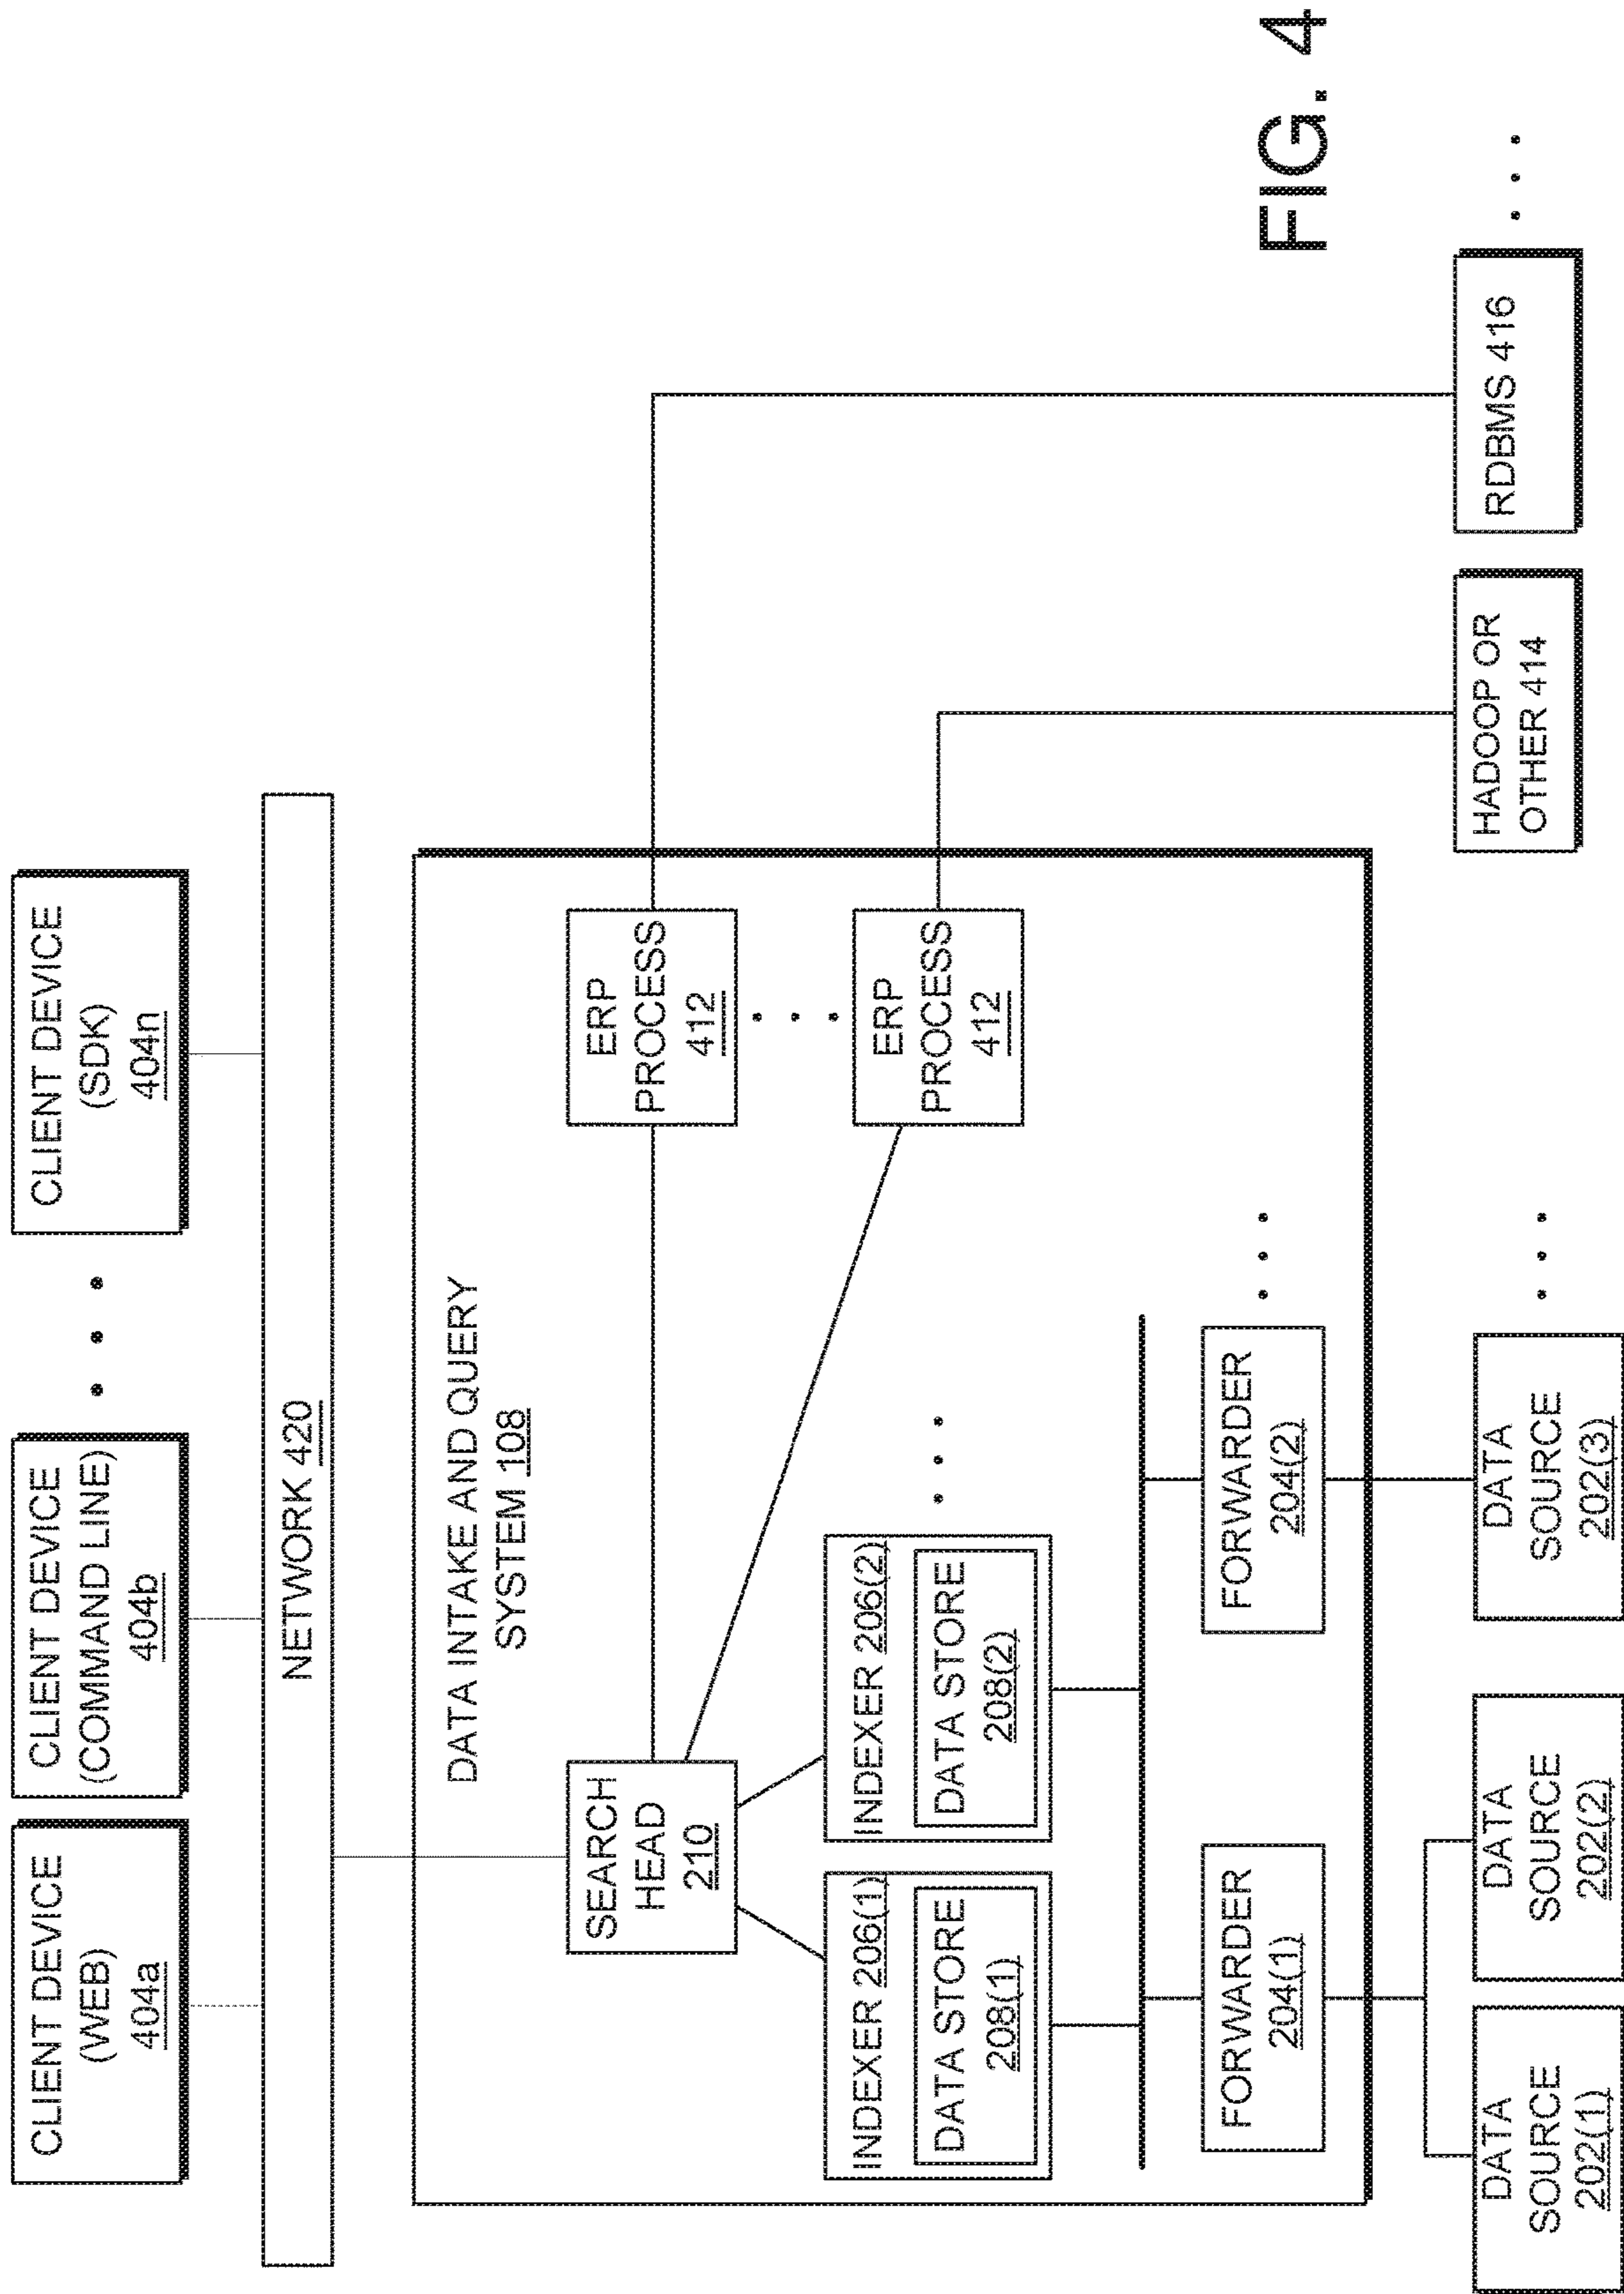 CLIENT DEVICE
(WEB)
404a
CLIENT DEVICE
(COMMAND LINE)
404b
CLIENT DEVICE
(SDK)
404n
NETWORK 420
DATA INTAKE AND QUERY
SYSTEM 108
SEARCH
HEAD
210
ERP
PROCESS
412
ERP
PROCESS
412
INDEXER 206(1)
DATA STORE
208(1)
INDEXER 206(2)
DATA STORE
208(2)
FORWARDER
204(1)
FORWARDER
204(2)
DATA
SOURCE
202(1)
DATA
SOURCE
202(2)
DATA
SOURCE
202(3)
HADOOP OR
OTHER 414
RDBMS 416
FIG. 4